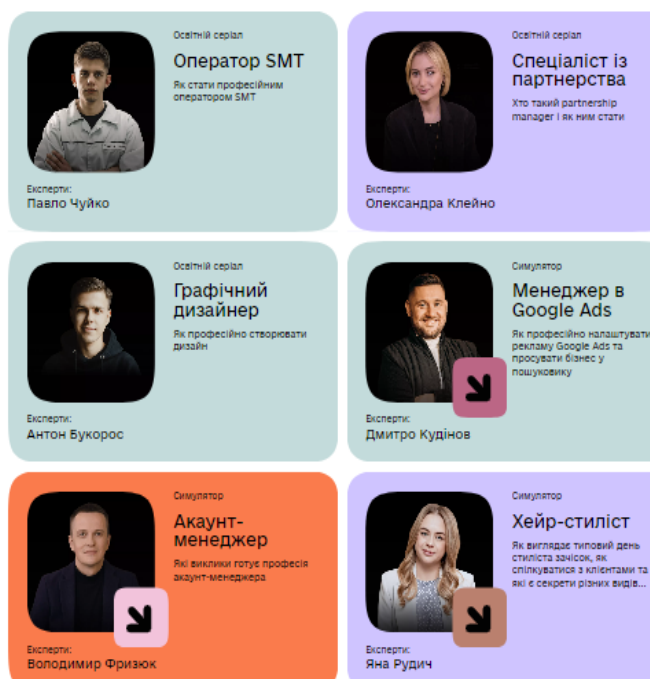 Освітній серіал
Оператор SMT
Як стати професійним
оператором SMT
Експерти:
Павло Чуйко
Освітній серіал
Спеціаліст із
партнерства
Хто такий partnership
manager і як ним стати
Експерти:
Олександра Клейно
Освітній серіал
Графічний
дизайнер
Як професійно створювати
дизайн
Експерти:
Антон Букорос
Симулятор
Менеджер в
Google Ads
Як професійно налаштувати
рекламу Google Ads та
просувати бізнес у
пошуковику
Експерти:
Дмитро Кудінов
Симулятор
Акаунт-
менеджер
Які виклики готує професія
акаунт-менеджера
Експерти:
Володимир Фризюк
Симулятор
Хейр-стиліст
Як виглядає типовий день
стиліста зачісок, як
спілкуватися з клієнтами та
які є секрети різних видів...
Експерти:
Яна Рудич